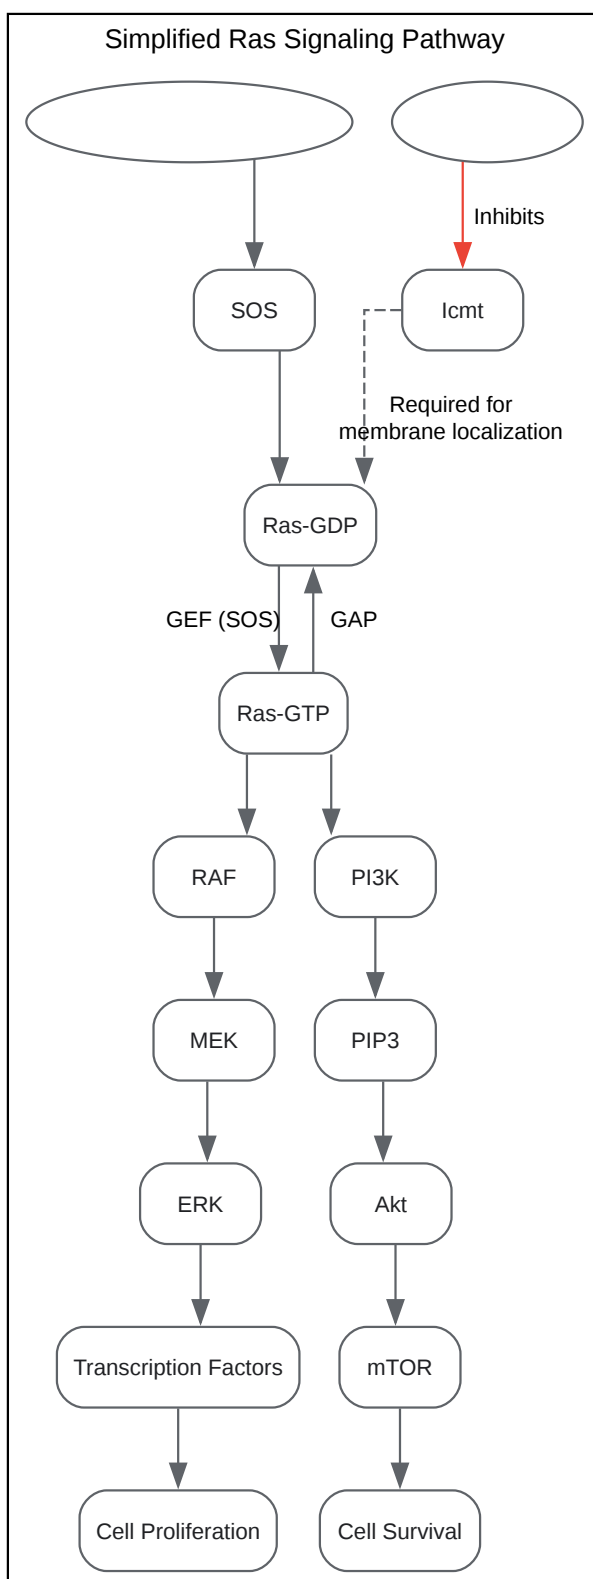 Simplified Ras Signaling Pathway
Inhibits
SOS
Icmt
Required for
membrane localization
Ras-GDP
GEF (SOS)
GAP
Ras-GTP
RAF
PI3K
MEK
PIP3
ERK
Akt
Transcription Factors
mTOR
Cell Proliferation
Cell Survival